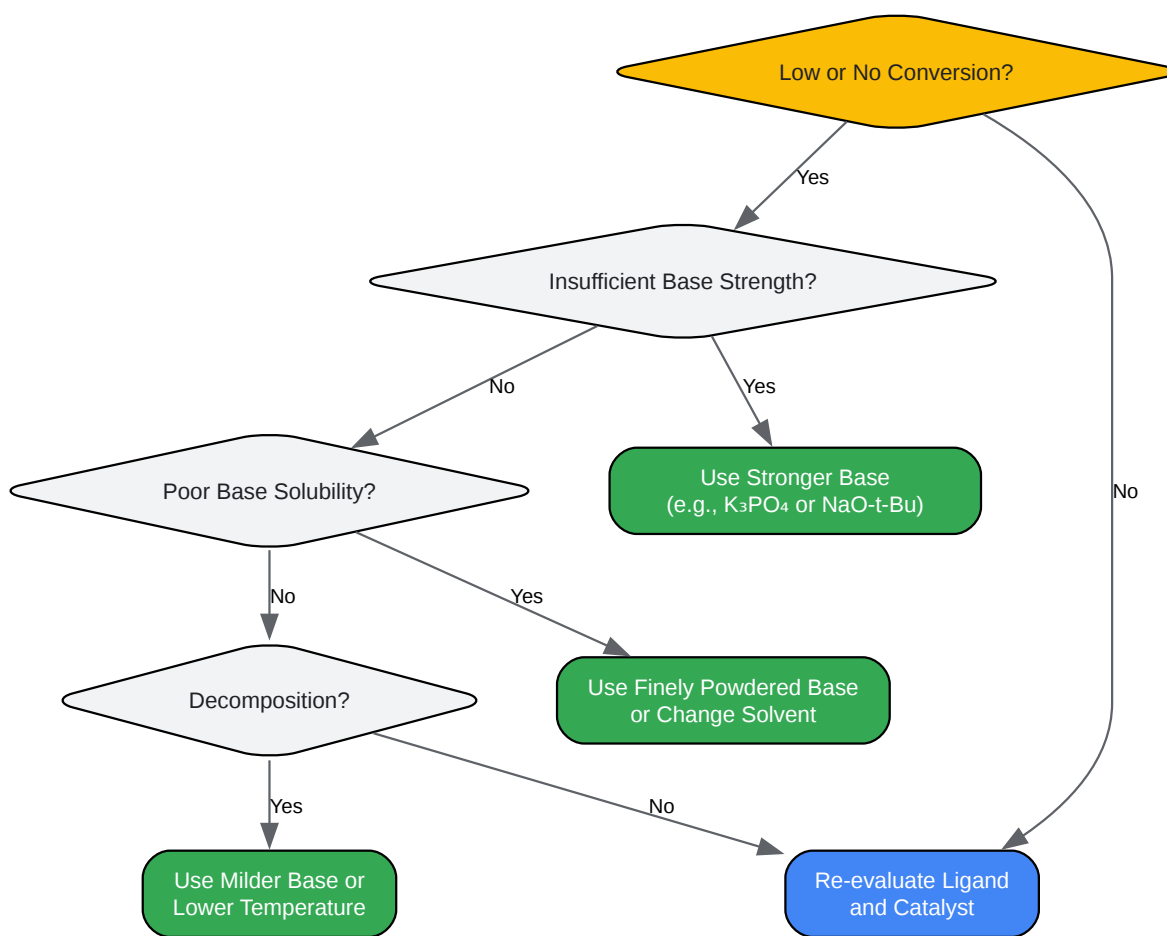 Low or No Conversion?
Yes
Insufficient Base Strength?
No
Yes
Poor Base Solubility?
Use Stronger Base
(e.g., K₃PO₄ or NaO-t-Bu)
No
No
Yes
Decomposition?
Use Finely Powdered Base
or Change Solvent
Yes
No
Use Milder Base or
Lower Temperature
Re-evaluate Ligand
and Catalyst